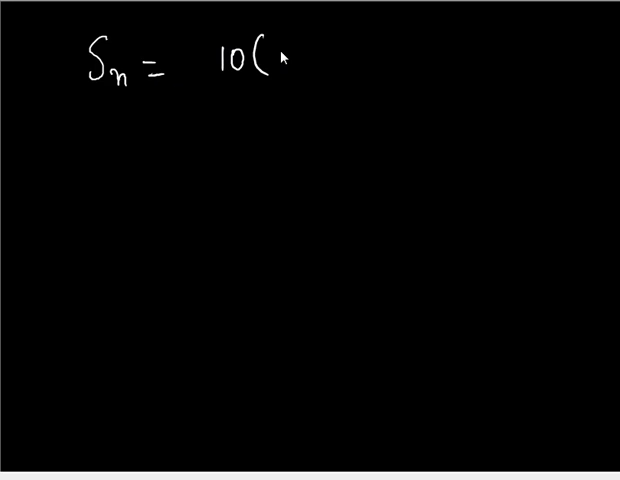 Sn = 10(